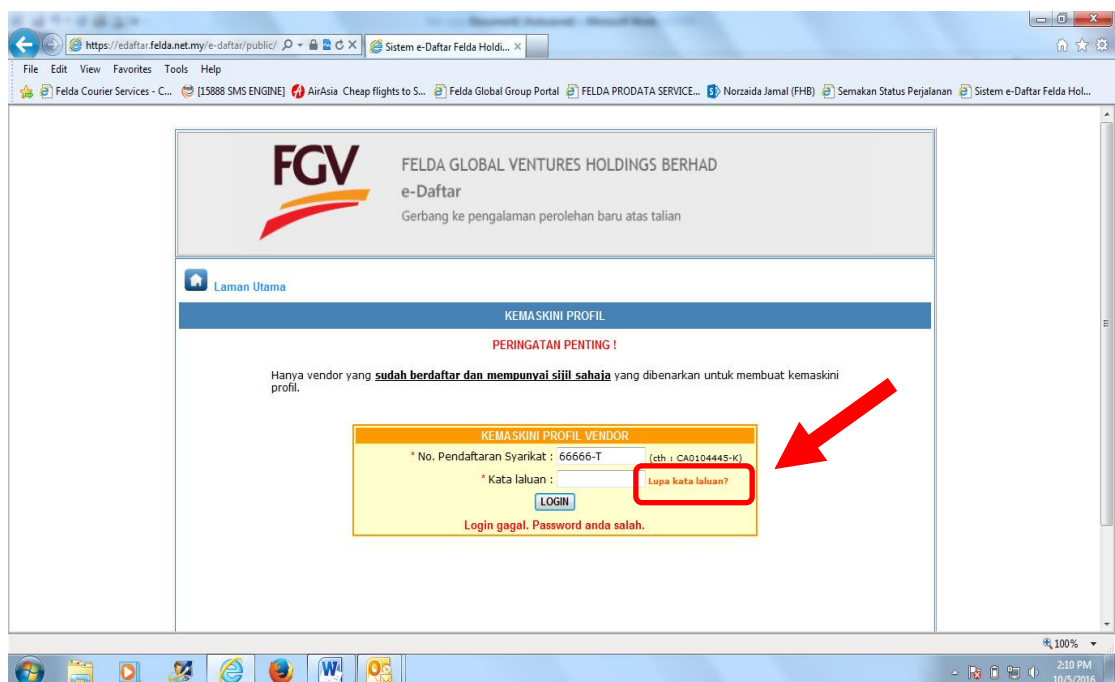 https://edaftar.felda.net.my/e-daftar/public/
Sistem e-Daftar Felda Holdi...
File Edit View Favorites Tools Help
Felda Courier Services - C... [15888 SMS ENGINE] AirAsia Cheap flights to S... Felda Global Group Portal FELDA PRODATA SERVICE... Norzaida Jamal (FHB) Semakan Status Perjalanan Sistem e-Daftar Felda Hol...
FGV
FELDA GLOBAL VENTURES HOLDINGS BERHAD
e-Daftar
Gerbang ke pengalaman perolehan baru atas talian
Laman Utama
KEMASKINI PROFIL
PERINGATAN PENTING !
Hanya vendor yang sudah berdaftar dan mempunyai sijil sahaja yang dibenarkan untuk membuat kemaskini
profil.
KEMASKINI PROFIL VENDOR
* No. Pendaftaran Syarikat : 66666-T (cth : CA0104445-K)
* Kata laluan : Lupa kata laluan?
LOGIN
Login gagal. Password anda salah.
100%
2:10 PM
10/5/2016